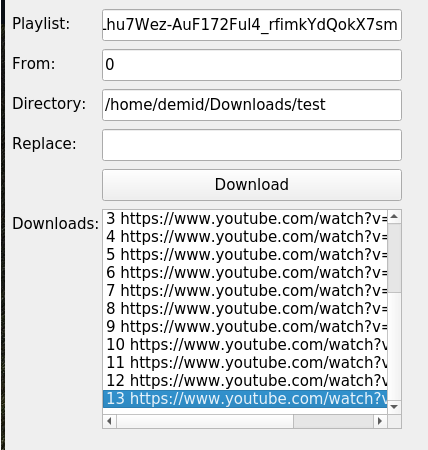 Playlist:
.hu7Wez-AuF172Ful4_rfimkYdQokX7sm
From:
0
Directory:
/home/demid/Downloads/test
Replace:
Download
Downloads:
3 https://www.youtube.com/watch?v=
4 https://www.youtube.com/watch?v=
5 https://www.youtube.com/watch?v=
6 https://www.youtube.com/watch?v=
7 https://www.youtube.com/watch?v=
8 https://www.youtube.com/watch?v=
9 https://www.youtube.com/watch?v=
10 https://www.youtube.com/watch?v
11 https://www.youtube.com/watch?v
12 https://www.youtube.com/watch?v
13 https://www.youtube.com/watch?v